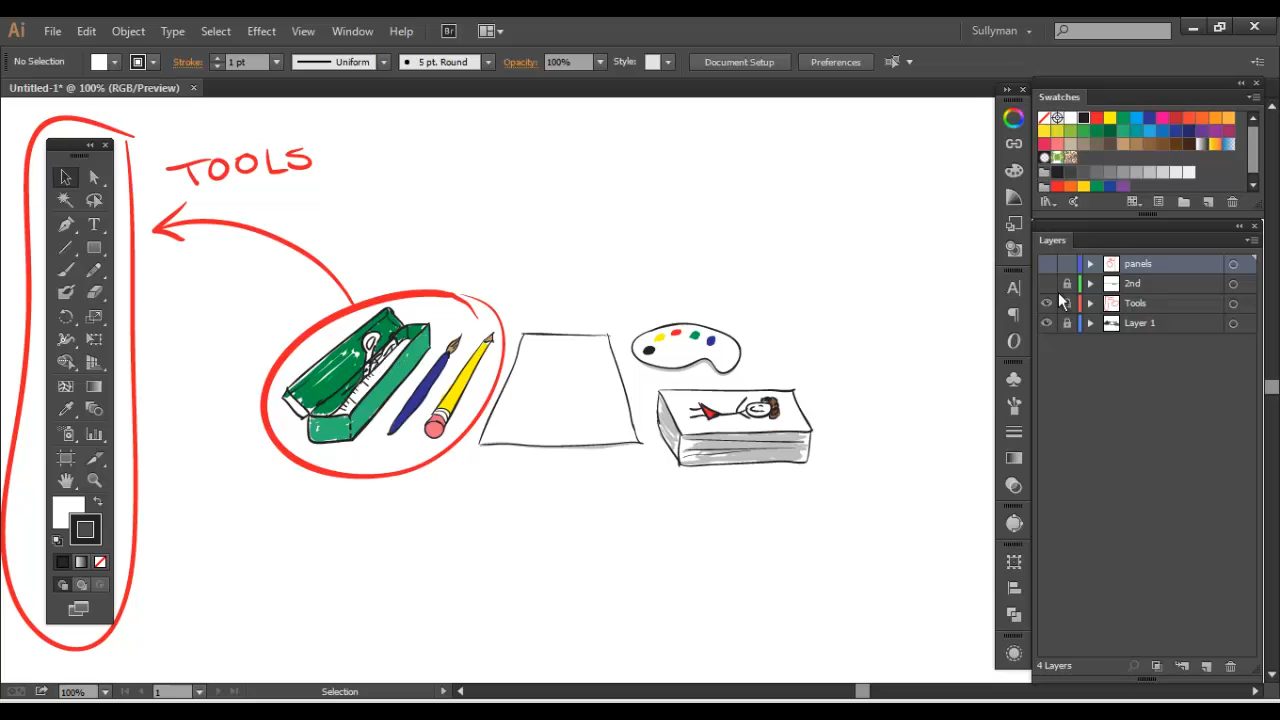 Ai File Edit Object Type Select Effect View Window Help Br Sullyman
No Selection Stroke: 1 pt Uniform 5 pt. Round Opacity: 100% Style: Document Setup Preferences
Untitled-1* @ 100% (RGB/Preview)
Swatches
TOOLS
Layers
panels
2nd
Tools
Layer 1
4 Layers
100% 1 Selection